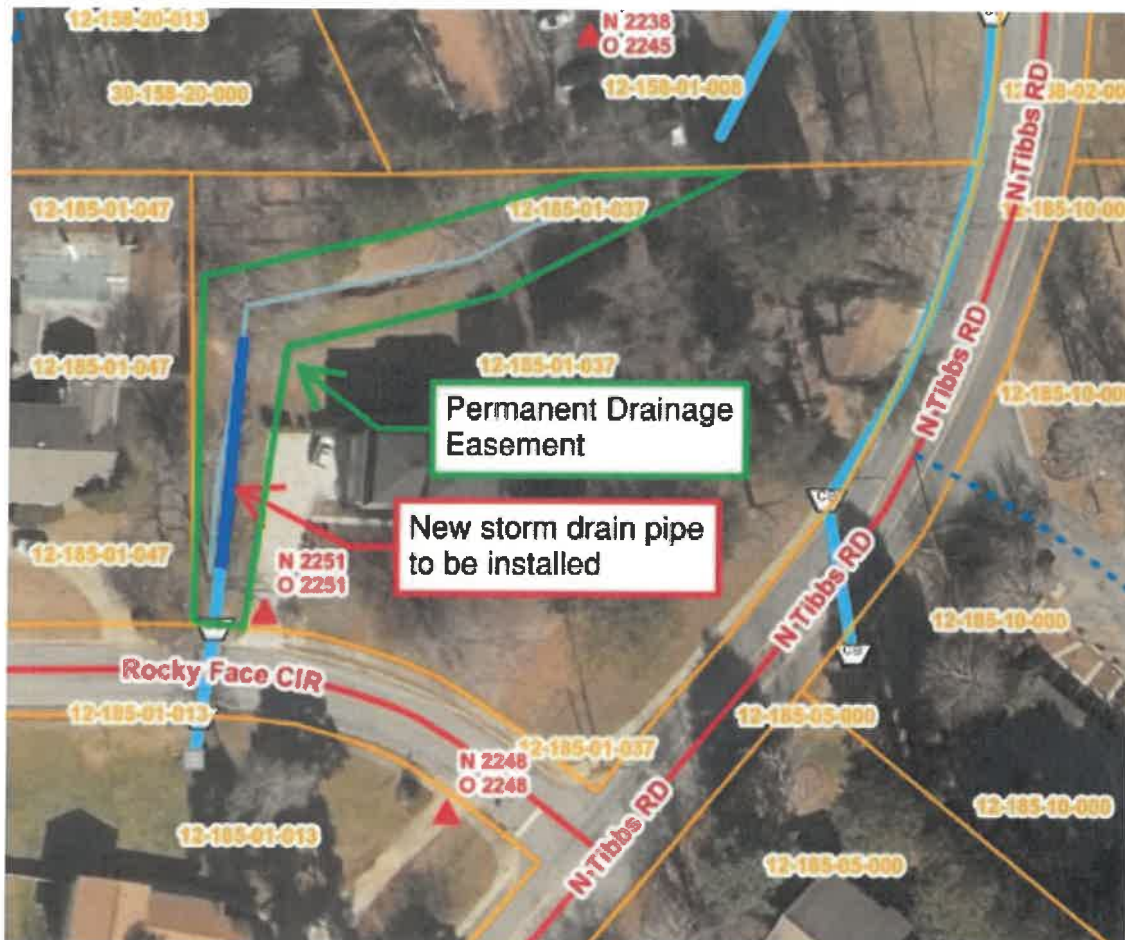 12-158-20-013
N 2238
O 2245
30-158-20-000
12-158-01-008
N Tibbs RD
12-185-01-047
12-185-01-037
12-185-01-047
12-185-01-037
N Tibbs RD
Permanent Drainage
Easement
New storm drain pipe
to be installed
12-185-01-047
N 2251
O 2251
N Tibbs RD
12-185-10-000
Rocky Face CIR
12-185-01-013
12-185-05-000
12-185-01-037
N 2248
O 2248
12-185-10-000
12-185-01-013
N Tibbs RD
12-185-05-000